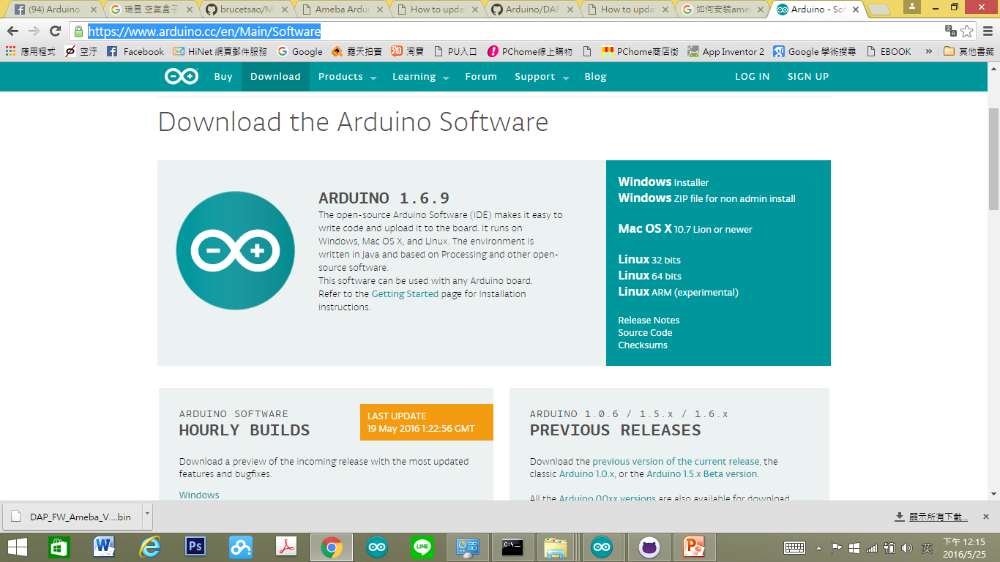 (94) Arduino.T
瑞昱 空氣盒子
brucetsao/M
Ameba Ardui
How to upda
Arduino/DAP
How to upda
如何安裝ame
Arduino - So
https://www.arduino.cc/en/Main/Software
應用程式
空汙
Facebook
HiNet 網頁郵件服務
Google
露天拍賣
淘寶
PU入口
PChome線上購物
PChome商店街
App Inventor 2
Google 學術搜尋
EBOOK
»
其他書籤
Buy
Download
Products
Learning
Forum
Support
Blog
LOG IN
SIGN UP
Download the Arduino Software
ARDUINO 1.6.9
The open-source Arduino Software (IDE) makes it easy to
write code and upload it to the board. It runs on
Windows, Mac OS X, and Linux. The environment is
written in Java and based on Processing and other open-
source software.
This software can be used with any Arduino board.
Refer to the Getting Started page for Installation
instructions.
Windows Installer
Windows ZIP file for non admin install
Mac OS X 10.7 Lion or newer
Linux 32 bits
Linux 64 bits
Linux ARM (experimental)
Release Notes
Source Code
Checksums
ARDUINO SOFTWARE
HOURLY BUILDS
LAST UPDATE
19 May 2016 1:22:56 GMT
Download a preview of the incoming release with the most updated
features and bugfixes.
Windows
ARDUINO 1.0.6 / 1.5.x / 1.6.x
PREVIOUS RELEASES
Download the previous version of the current release, the
classic Arduino 1.0.x, or the Arduino 1.5.x Beta version.
All the Arduino 00xx versions are also available for download.
DAP_FW_Ameba_V....bin
顯示所有下載...
英
下午 12:15
2016/5/25